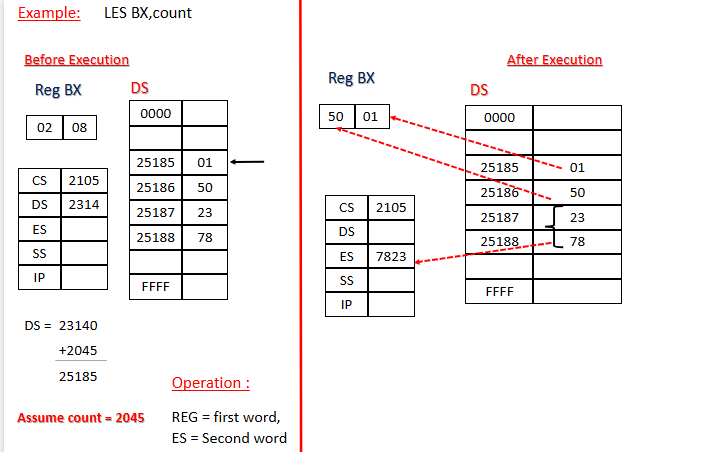 Example: LES BX,count
Before Execution
Reg BX
DS
02 08
0000
25185 01
25186 50
25187 23
25188 78
FFFF
CS 2105
DS 2314
ES
SS
IP
DS = 23140
+2045
25185
Assume count = 2045
Operation :
REG = first word,
ES = Second word
After Execution
Reg BX
DS
50 01
0000
25185 01
25186 50
25187 23
25188 78
FFFF
CS 2105
DS
ES 7823
SS
IP